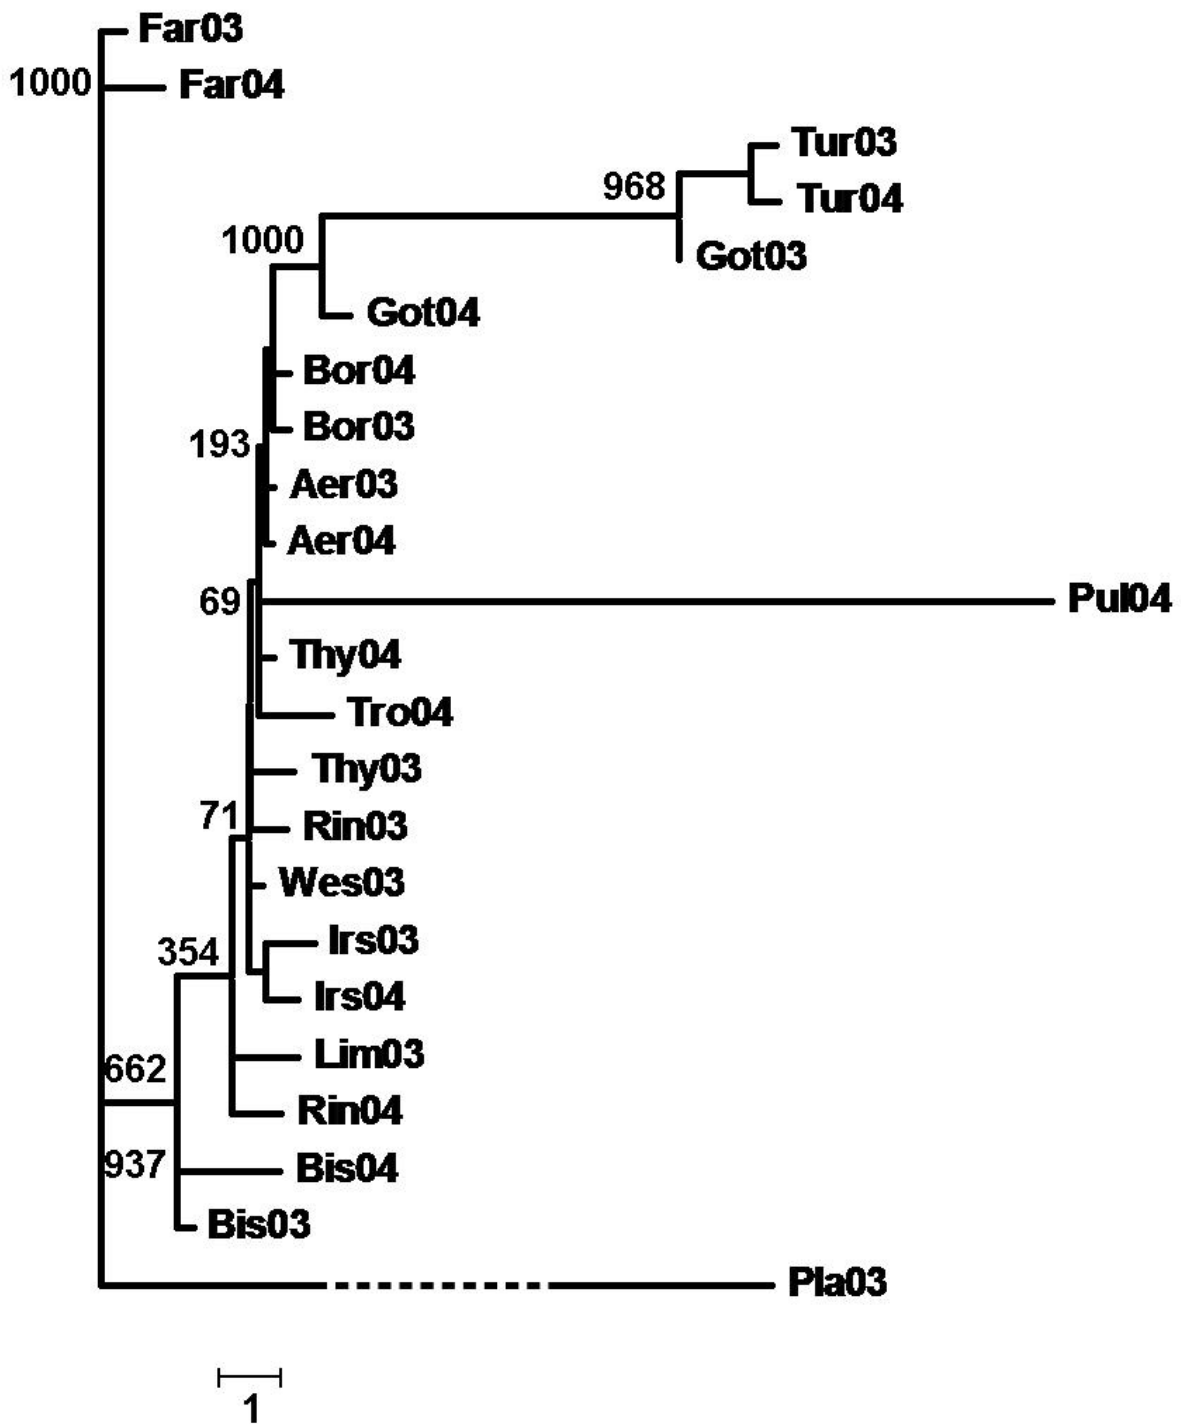 Far03
1000
Far04
Tur03
968
Tur04
1000
Got03
Got04
Bor04
Bor03
193
Aer03
Aer04
69
Pul04
Thy04
Tro04
Thy03
71
Rin03
Wes03
Irs03
354
Irs04
Lim03
662
Rin04
937
Bis04
Bis03
Pla03
1